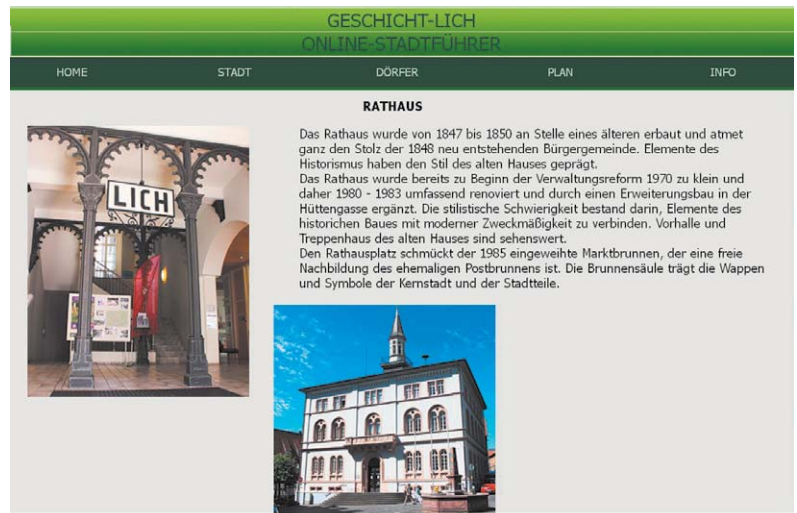 GESCHICHT-LICH
ONLINE-STADTFÜHRER
HOME STADT DÖRFER PLAN INFO
RATHAUS
Das Rathaus wurde von 1847 bis 1850 an Stelle eines älteren erbaut und atmet
ganz den Stolz der 1848 neu entstehenden Bürgergemeinde. Elemente des
Historismus haben den Stil des alten Hauses geprägt.
Das Rathaus wurde bereits zu Beginn der Verwaltungsreform 1970 zu klein und
daher 1980 - 1983 umfassend renoviert und durch einen Erweiterungsbau in der
Hüttengasse ergänzt. Die stilistische Schwierigkeit bestand darin, Elemente des
historichen Baues mit moderner Zweckmäßigkeit zu verbinden. Vorhalle und
Treppenhaus des alten Hauses sind sehenswert.
Den Rathausplatz schmückt der 1985 eingeweihte Marktbrunnen, der eine freie
Nachbildung des ehemaligen Postbrunnens ist. Die Brunnensäule trägt die Wappen
und Symbole der Kernstadt und der Stadtteile.
LICH